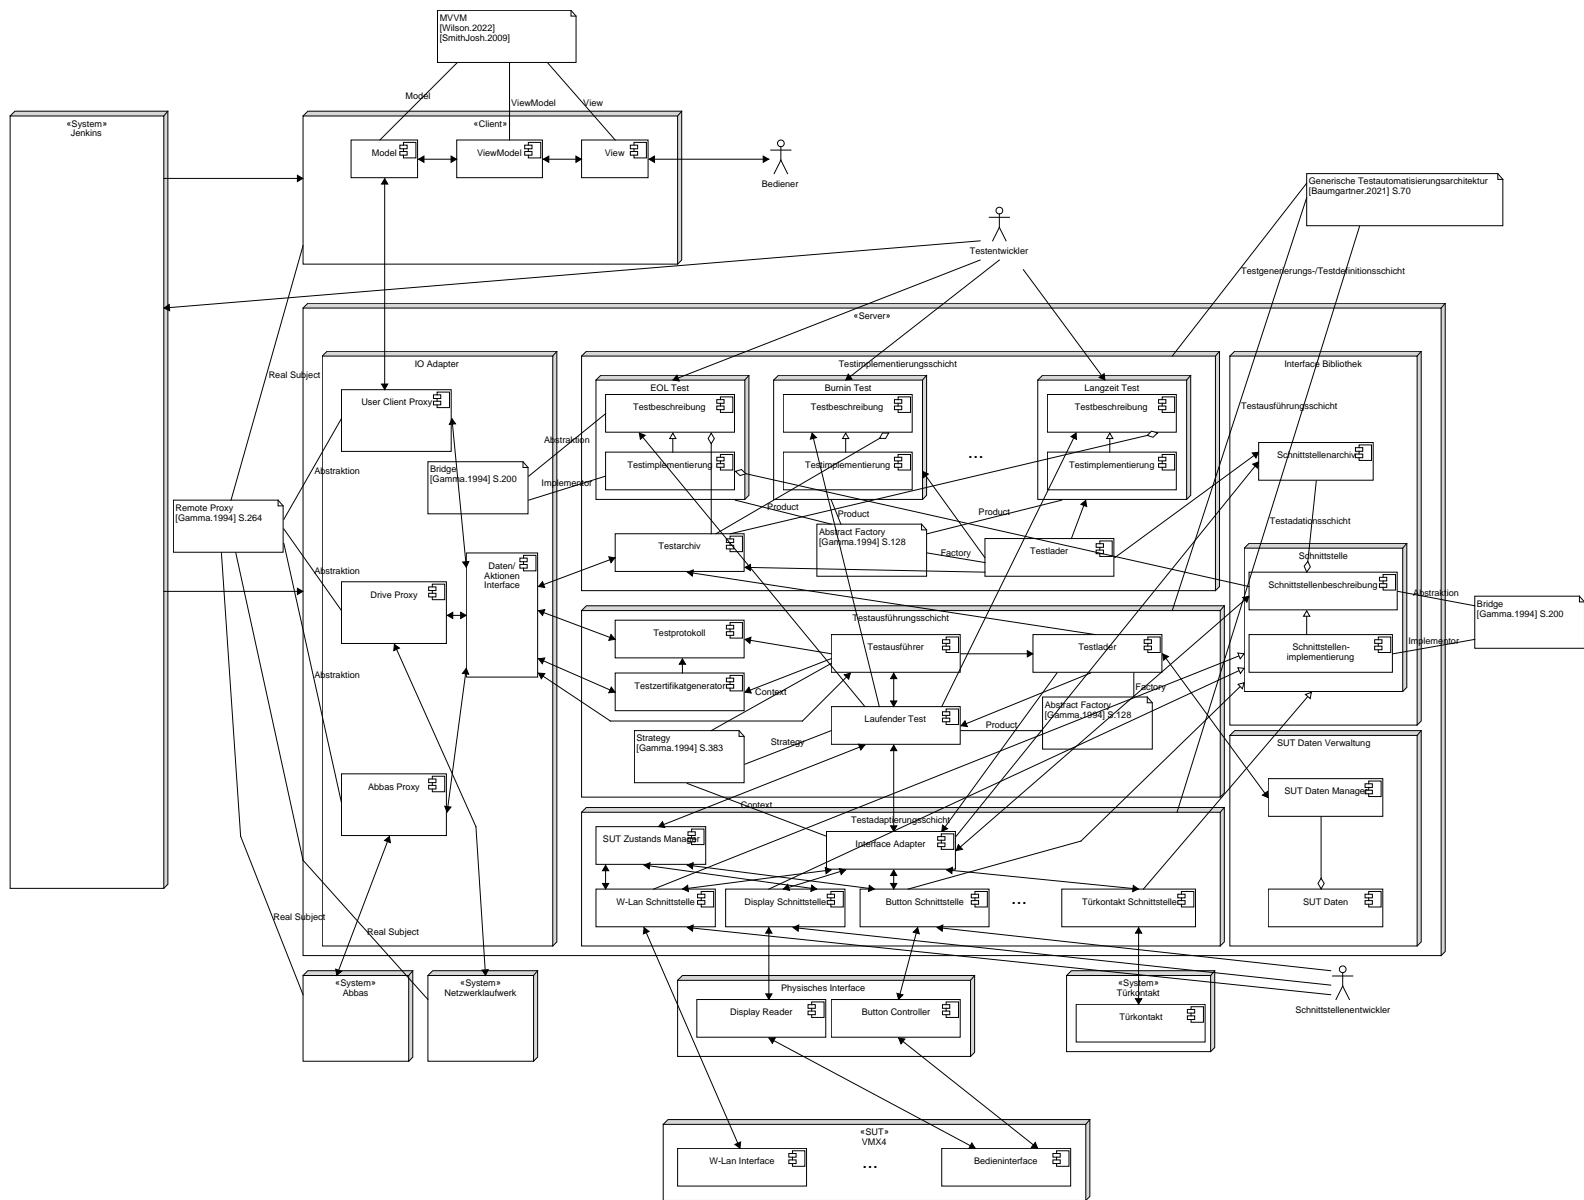 MVVM
[Wilson.2022]
[SmithJosh.2009]
Model
ViewModel
View
«System»
Jenkins
«Client»
Model
ViewModel
View
Bediener
Generische Testautomatisierungsarchitektur
[Baumgartner.2021] S.70
Testentwickler
Testgenerierungs-/Testdefinitionsschicht
«Server»
IO Adapter
Testimplementierungsschicht
Interface Bibliothek
Real Subject
EOL Test
Burnin Test
Langzeit Test
User Client Proxy
Testbeschreibung
Testbeschreibung
Testbeschreibung
Testausführungsschicht
Abstraktion
Schnittstellenarchiv
...
Abstraktion
Bridge
[Gamma.1994] S.200
Testimplementierung
Testimplementierung
Testimplementierung
Implementor
Remote Proxy
[Gamma.1994] S.264
Product
Product
Product
Testadationsschicht
Abstract Factory
[Gamma.1994] S.128
Factory
Testarchiv
Testlader
Schnittstelle
Daten/
Aktionen
Interface
Abstraktion
Schnittstellenbeschreibung
Abstraktion
Drive Proxy
Bridge
[Gamma.1994] S.200
Testausführungsschicht
Testprotokoll
Testausführer
Testlader
Schnittstellen-
implementierung
Implementor
Abstraktion
Testzertifikatgenerator
Context
Factory
Laufender Test
Product
Abstract Factory
[Gamma.1994] S.128
Strategy
[Gamma.1994] S.383
Strategy
SUT Daten Verwaltung
Abbas Proxy
SUT Daten Manager
Context
Testadaptierungsschicht
SUT Zustands Manager
Interface Adapter
W-Lan Schnittstelle
Display Schnittstelle
Button Schnittstelle
...
Türkontakt Schnittstelle
SUT Daten
Real Subject
Real Subject
«System»
Abbas
«System»
Netzwerklaufwerk
Physisches Interface
«System»
Türkontakt
Display Reader
Button Controller
Türkontakt
Schnittstellenentwickler
«SUT»
VMX4
W-Lan Interface
...
Bedieninterface